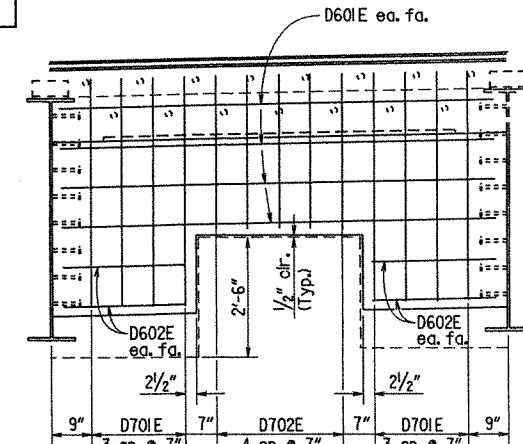 D601E ea. fa.
2'-6"
1/2" clr.
(Typ.)
D602E
ea. fa.
D602E
ea. fa.
2 1/2"
2 1/2"
9"
D701E
7"
D702E
7"
D701E
9"
3 sp. @ 7"
4 sp. @ 7"
3 sp. @ 7"